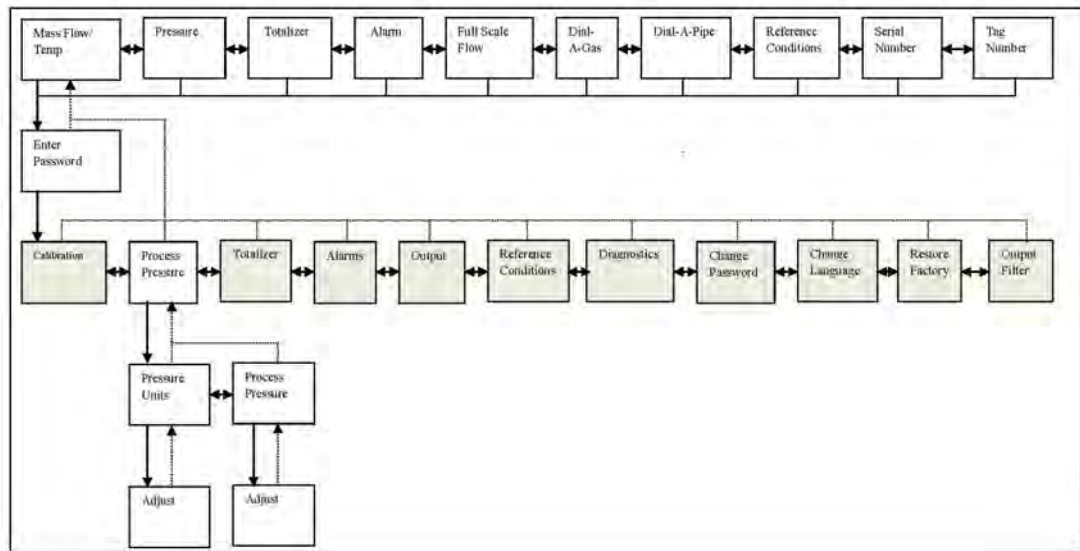 Mass Flow/
Temp
Pressure
Totalizer
Alarm
Full Scale
Flow
Dial-
A-Gas
Dial-A-Pipe
Reference
Conditions
Serial
Number
Tag
Number
Enter
Password
Calibration
Process
Pressure
Totalizer
Alarms
Output
Reference
Conditions
Diagnostics
Change
Password
Change
Language
Restore
Factory
Output
Filter
Pressure
Units
Process
Pressure
Adjust
Adjust